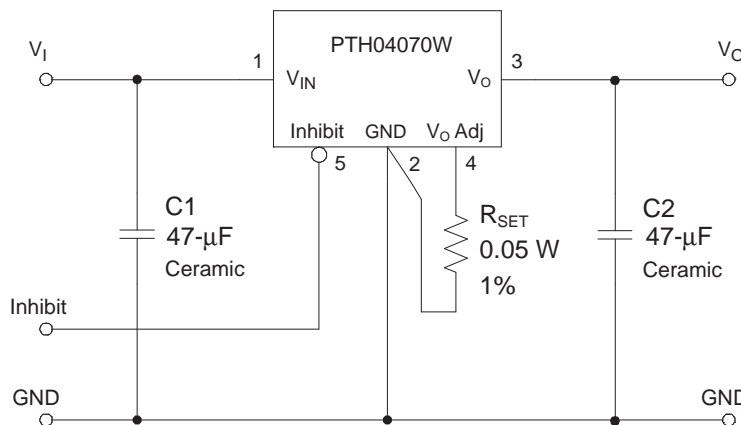 PTH04070W
V_I
1
V_IN
V_O
3
V_O
Inhibit
GND
V_O Adj
5
2
4
C1
47-μF
Ceramic
R_SET
0.05 W
1%
C2
47-μF
Ceramic
Inhibit
GND
GND